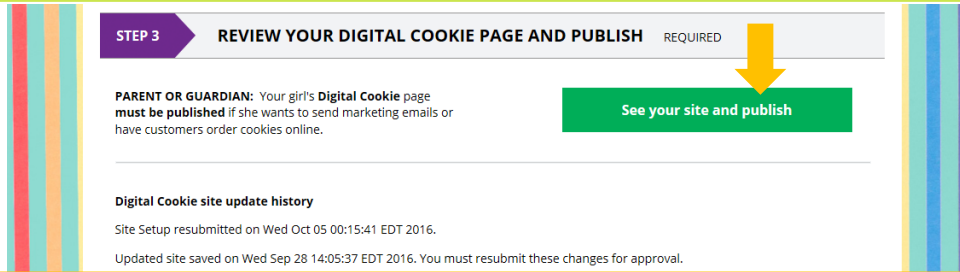 STEP 3
REVIEW YOUR DIGITAL COOKIE PAGE AND PUBLISH REQUIRED
PARENT OR GUARDIAN: Your girl's Digital Cookie page
must be published if she wants to send marketing emails or
have customers order cookies online.
See your site and publish
Digital Cookie site update history
Site Setup resubmitted on Wed Oct 05 00:15:41 EDT 2016.
Updated site saved on Wed Sep 28 14:05:37 EDT 2016. You must resubmit these changes for approval.